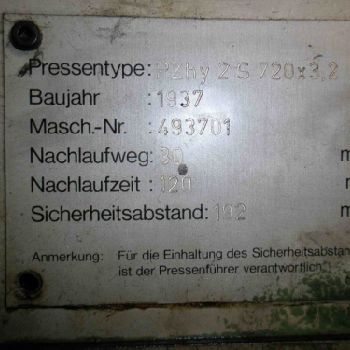 Pressentype: PZhy 2 S 720x3,2
Baujahr : 1937
Masch.-Nr. : 493701
Nachlaufweg: 30 m
Nachlaufzeit : 120
Sicherheitsabstand: 192 m
Anmerkung: Für die Einhaltung des Sicherheitsabstan
ist der Pressenführer verantwortlich.